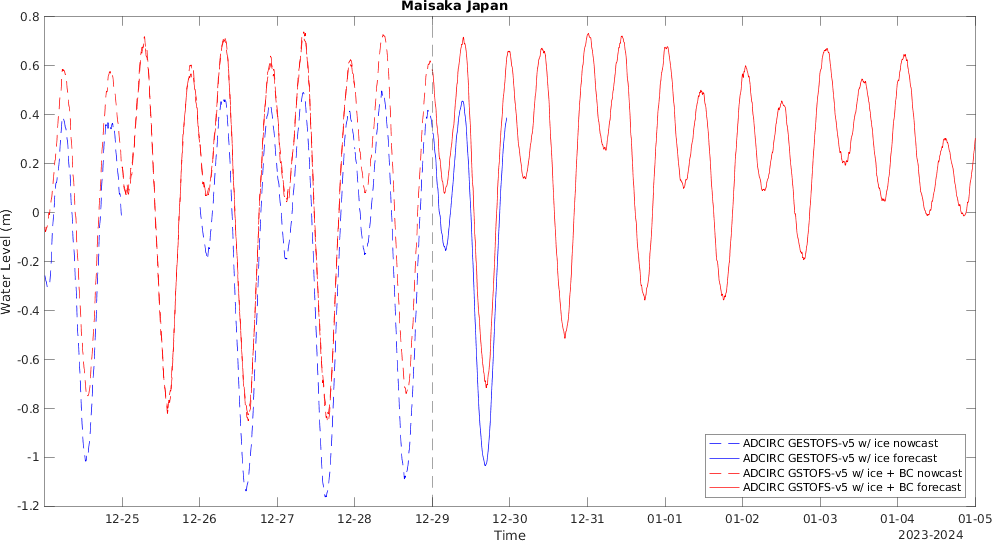 Maisaka Japan
0.8
0.6
0.4
0.2
0
-0.2
-0.4
-0.6
-0.8
-1
-1.2
Water Level (m)
ADCIRC GESTOFS-v5 w/ ice nowcast
ADCIRC GESTOFS-v5 w/ ice forecast
ADCIRC GSTOFS-v5 w/ ice + BC nowcast
ADCIRC GSTOFS-v5 w/ ice + BC forecast
12-25 12-26 12-27 12-28 12-29 12-30 12-31 01-01 01-02 01-03 01-04 01-05
Time
2023-2024